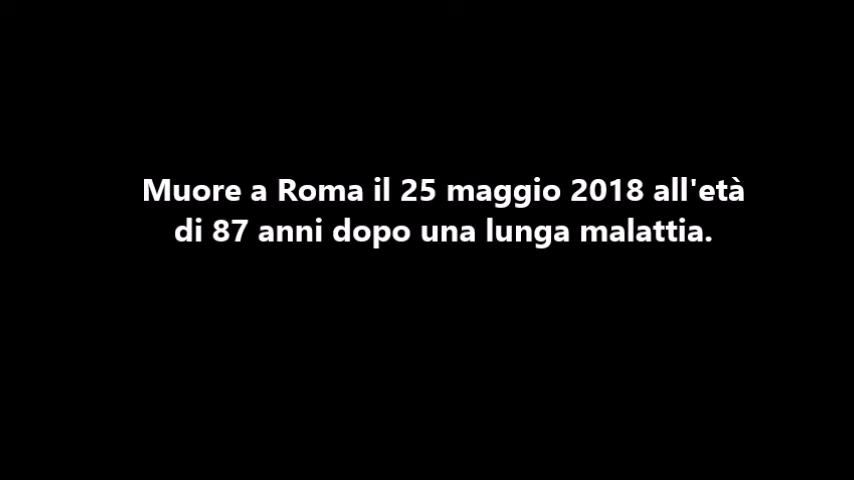 Muore a Roma il 25 maggio 2018 all'età
di 87 anni dopo una lunga malattia.